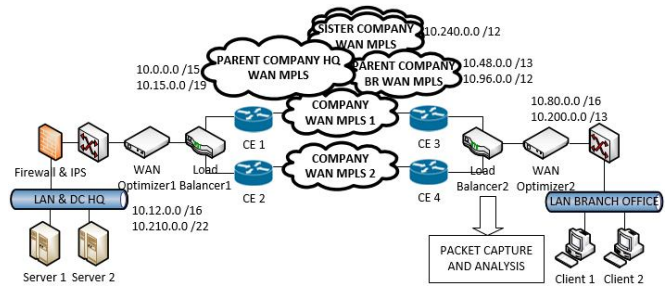 SISTER COMPANY
WAN MPLS
10.240.0.0 /12
PARENT COMPANY HQ
WAN MPLS
10.0.0.0 /15
10.15.0.0 /19
PARENT COMPANY
BR WAN MPLS
10.48.0.0 /13
10.96.0.0 /12
COMPANY
WAN MPLS 1
10.80.0.0 /16
10.200.0.0 /13
Firewall & IPS
WAN
Optimizer1
Load
Balancer1
CE 1
CE 2
COMPANY
WAN MPLS 2
CE 3
CE 4
Load
Balancer2
WAN
Optimizer2
LAN & DC HQ
10.12.0.0 /16
10.210.0.0 /22
LAN BRANCH OFFICE
Server 1
Server 2
PACKET CAPTURE
AND ANALYSIS
Client 1
Client 2